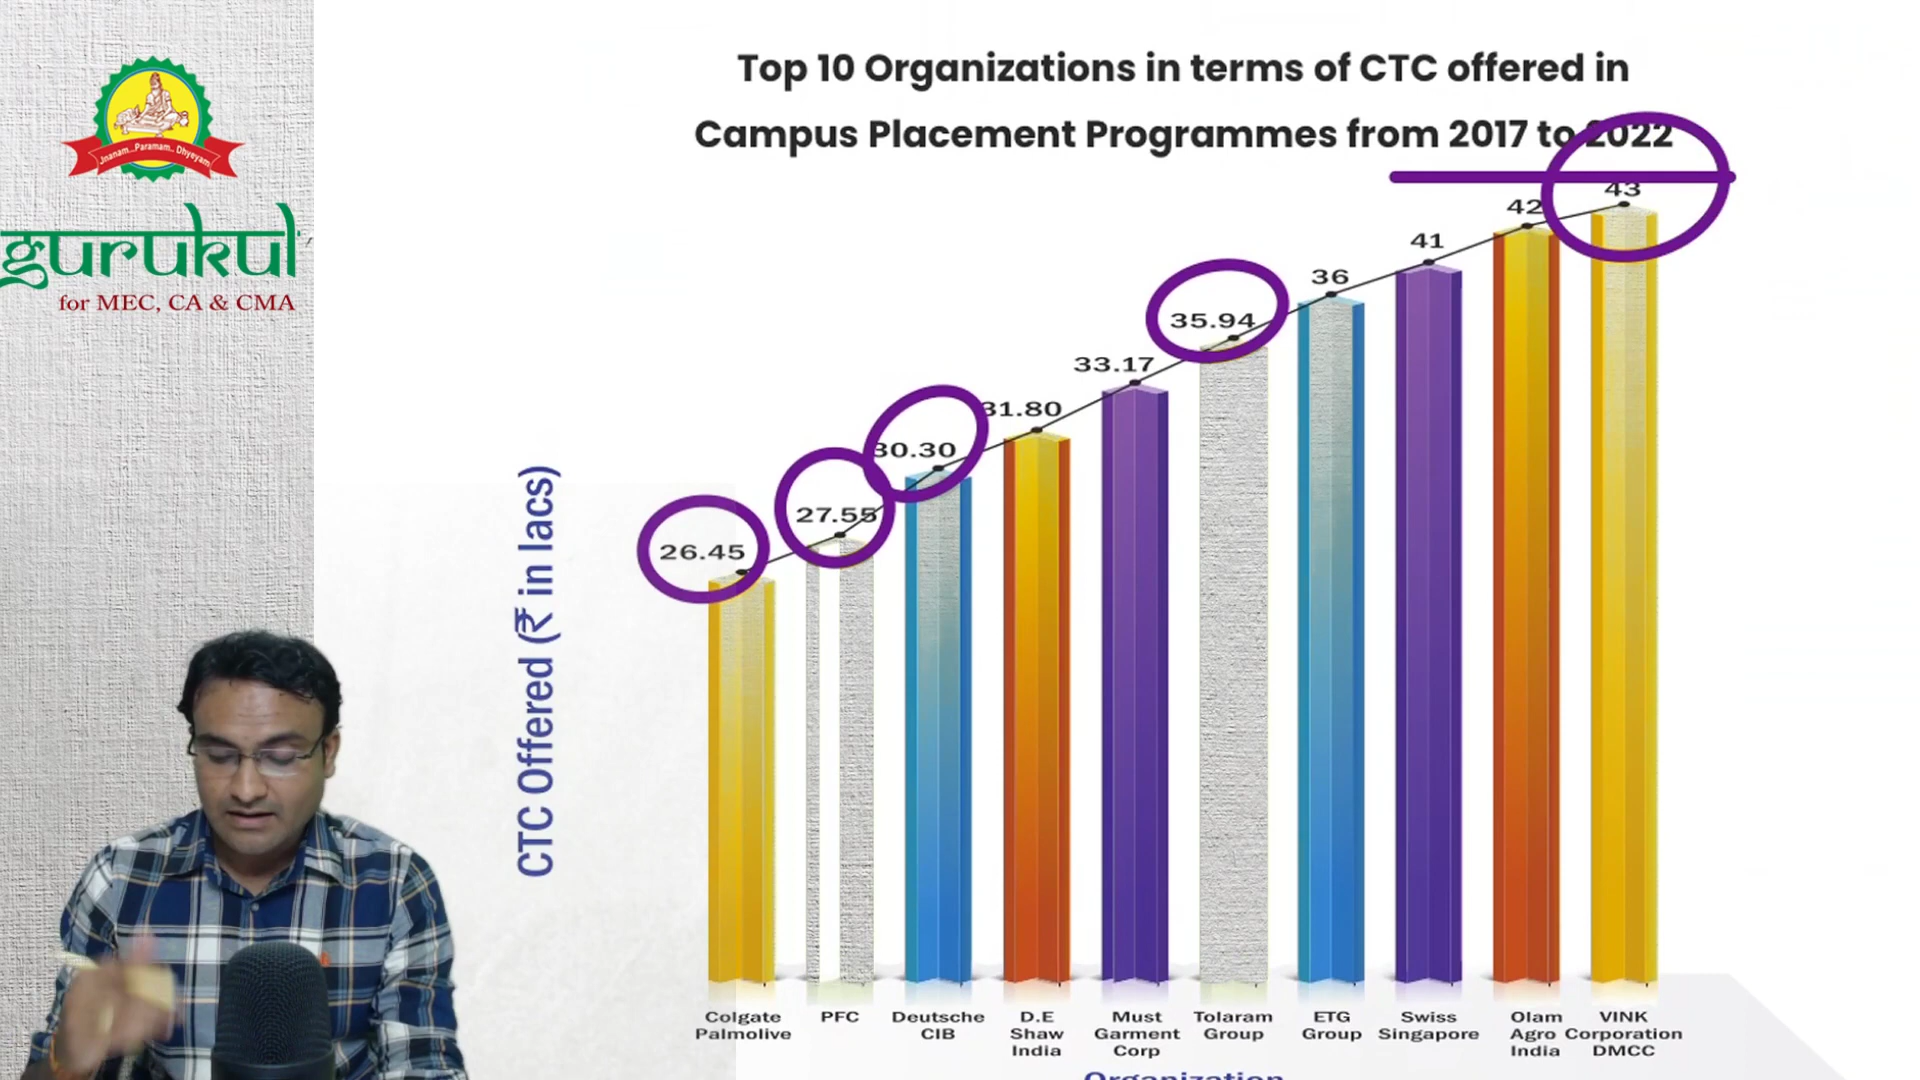 Top 10 Organizations in terms of CTC offered in
Campus Placement Programmes from 2017 to 2022
Jnanam...Paramam.. Dhyeyam
gurukul
for MEC, CA & CMA
CTC Offered (₹ in lacs)
26.45
27.55
30.30
31.80
33.17
35.94
36
41
42
43
Colgate
Palmolive
PFC
Deutsche
CIB
D.E
Shaw
India
Must
Garment
Corp
Tolaram
Group
ETG
Group
Swiss
Singapore
Olam
Agro
India
VINK
Corporation
DMCC
Organization